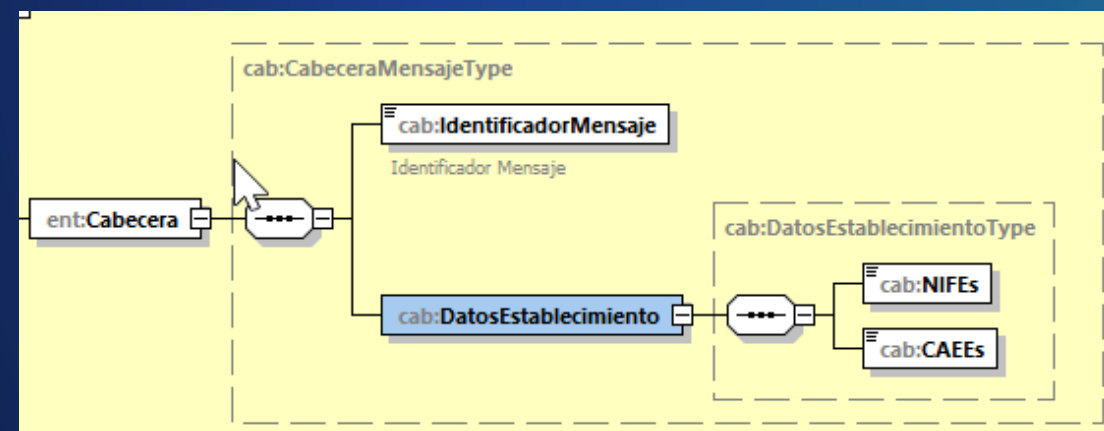 cab:CabeceraMensajeType
cab:IdentificadorMensaje
Identificador Mensaje
ent:Cabecera
cab:DatosEstablecimientoType
cab:NIFEs
cab:DatosEstablecimiento
cab:CAEEs